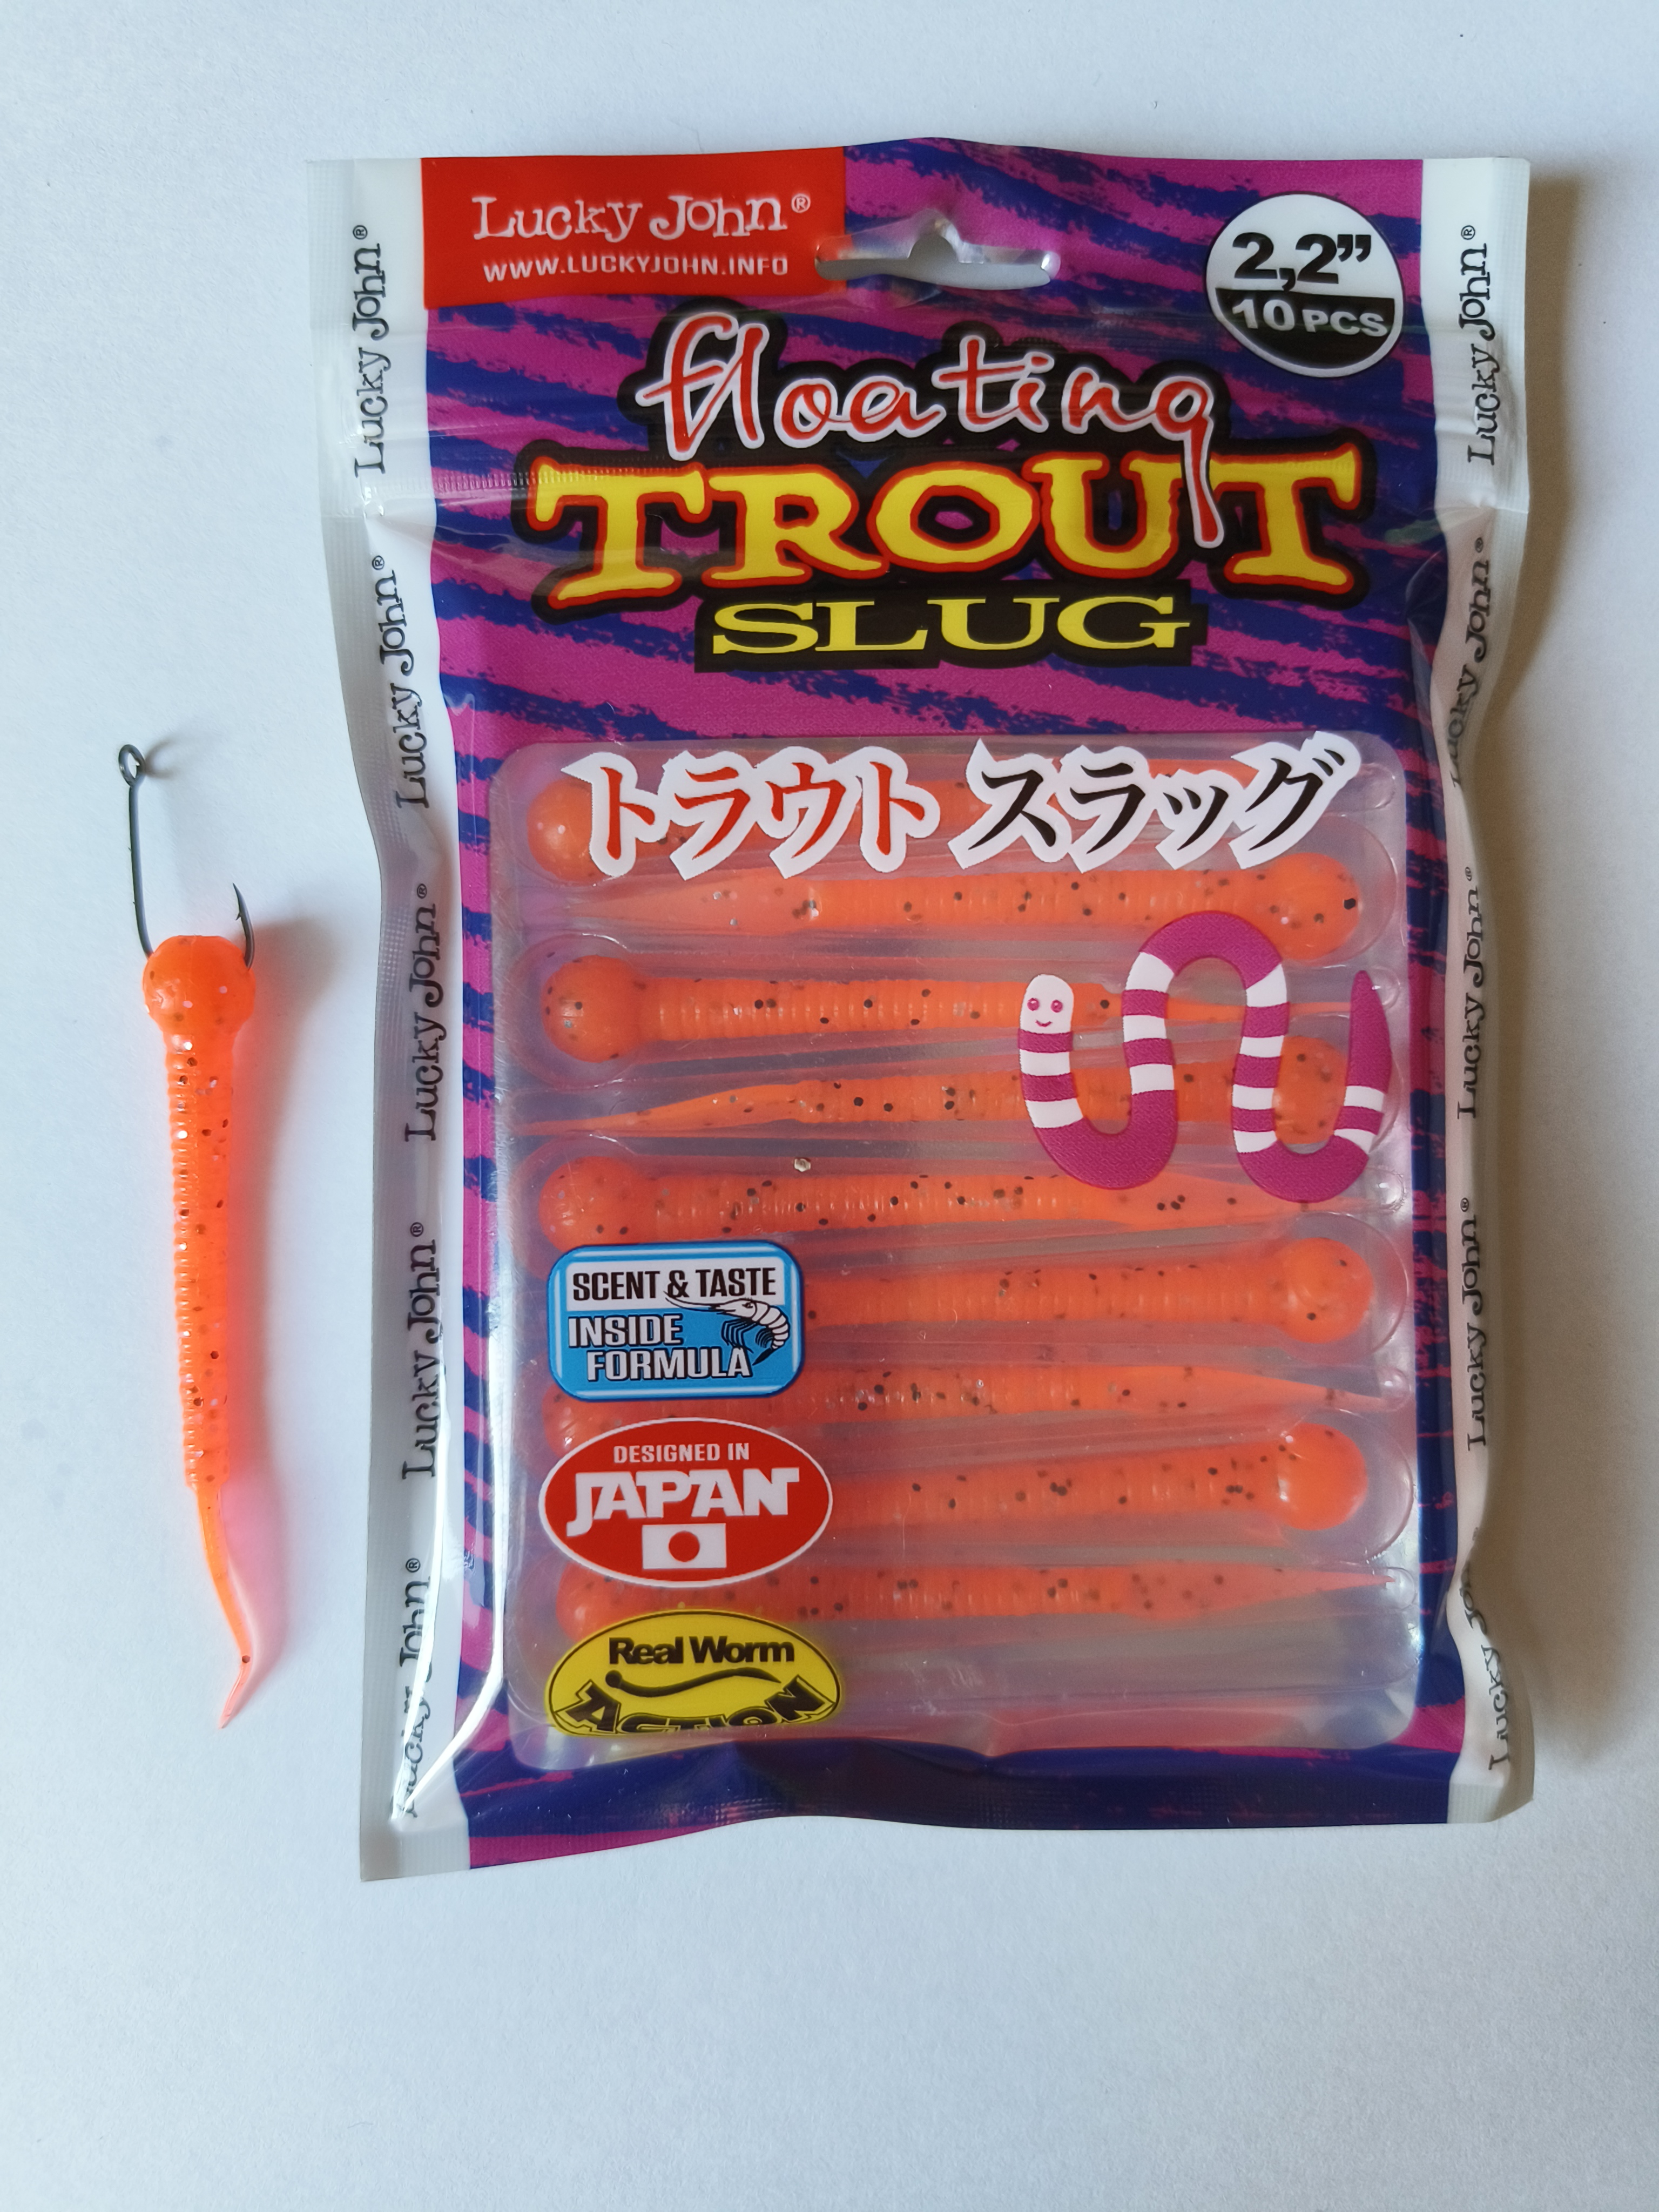 Lucky John®
WWW.LUCKYJOHN.INFO
2,2”
10 PCS
floating
TROUT
SLUG
トラウト スラッグ
SCENT & TASTE
INSIDE
FORMULA
DESIGNED IN
JAPAN
Real Worm
ACTION
Lucky John®
Lucky John®
Lucky John®
Lucky John®
Lucky John®
Lucky John®
Lucky John®
Lucky John®
Lucky John®
Lucky John®